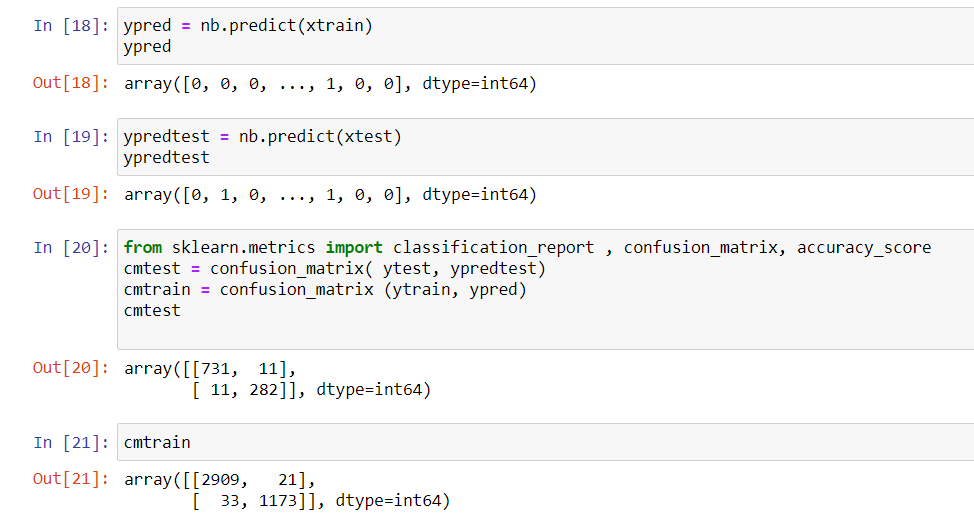 In [18]: ypred = nb.predict(xtrain)
ypred
Out[18]: array([0, 0, 0, ..., 1, 0, 0], dtype=int64)
In [19]: ypredtest = nb.predict(xtest)
ypredtest
Out[19]: array([0, 1, 0, ..., 1, 0, 0], dtype=int64)
In [20]: from sklearn.metrics import classification_report , confusion_matrix, accuracy_score
cmtest = confusion_matrix( ytest, ypredtest)
cmtrain = confusion_matrix (ytrain, ypred)
cmtest
Out[20]: array([[731,  11],
[ 11, 282]], dtype=int64)
In [21]: cmtrain
Out[21]: array([[2909,   21],
[  33, 1173]], dtype=int64)